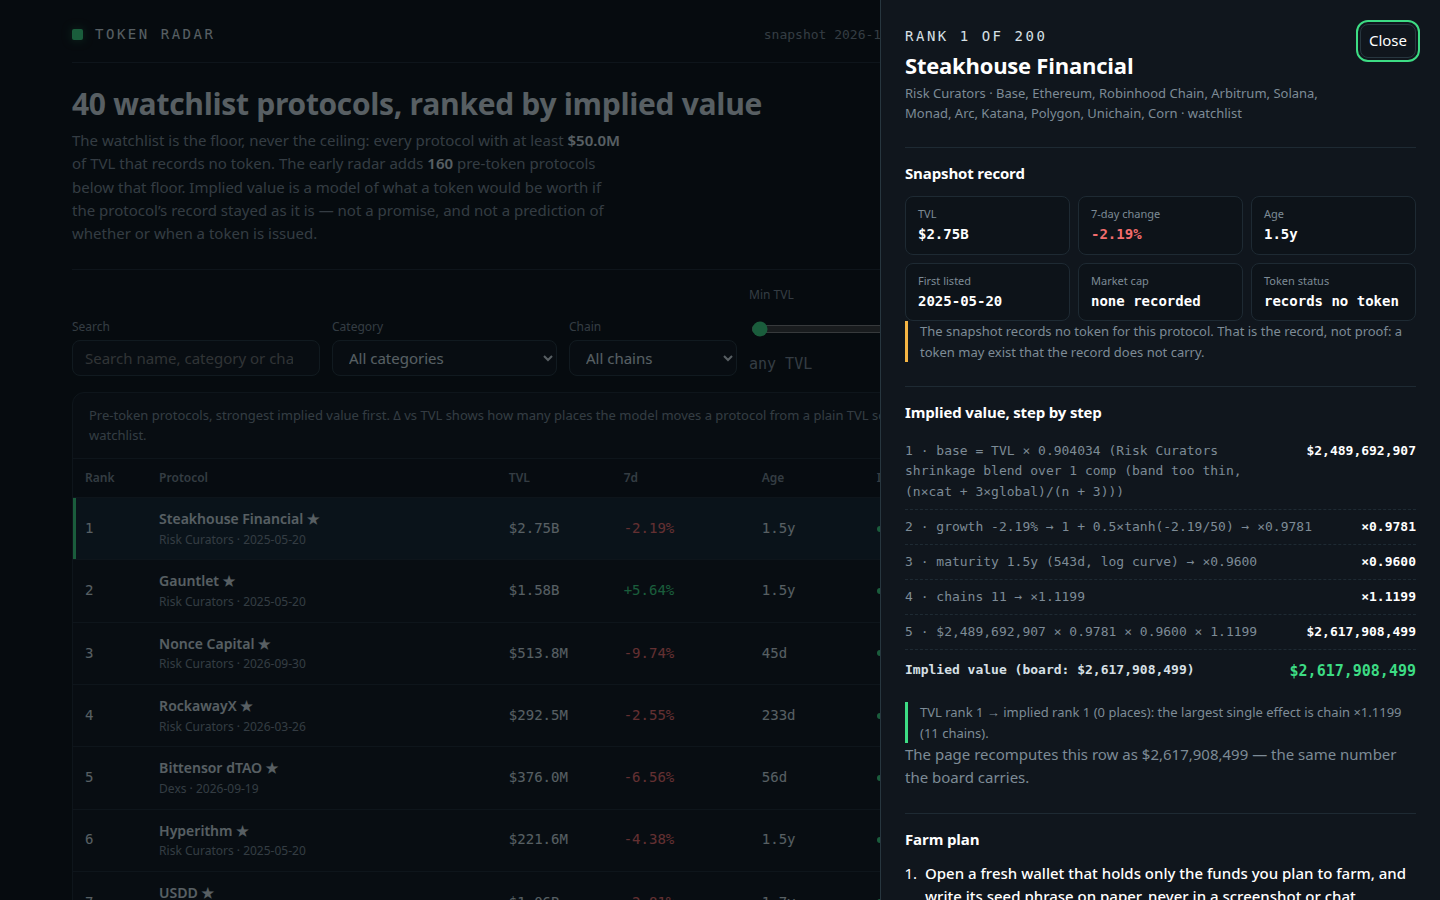 TOKEN RADAR
snapshot 2026-1
40 watchlist protocols, ranked by implied value
The watchlist is the floor, never the ceiling: every protocol with at least $50.0M
of TVL that records no token. The early radar adds 160 pre-token protocols
below that floor. Implied value is a model of what a token would be worth if
the protocol's record stayed as it is — not a promise, and not a prediction of
whether or when a token is issued.
Min TVL
Search
Category
Chain
Search name, category or cha
All categories
All chains
any TVL
Pre-token protocols, strongest implied value first. Δ vs TVL shows how many places the model moves a protocol from a plain TVL
watchlist.
Rank Protocol TVL 7d Age
1 Steakhouse Financial ★ $2.75B -2.19% 1.5y
Risk Curators · 2025-05-20
2 Gauntlet ★ $1.58B +5.64% 1.5y
Risk Curators · 2025-05-20
3 Nonce Capital ★ $513.8M -9.74% 45d
Risk Curators · 2026-09-30
4 RockawayX ★ $292.5M -2.55% 233d
Risk Curators · 2026-03-26
5 Bittensor dTAO ★ $376.0M -6.56% 56d
Dexs · 2026-09-19
6 Hyperithm ★ $221.6M -4.38% 1.5y
Risk Curators · 2025-05-20
USDD ★
RANK 1 OF 200
Close
Steakhouse Financial
Risk Curators · Base, Ethereum, Robinhood Chain, Arbitrum, Solana,
Monad, Arc, Katana, Polygon, Unichain, Corn · watchlist
Snapshot record
TVL
$2.75B
7-day change
-2.19%
Age
1.5y
First listed
2025-05-20
Market cap
none recorded
Token status
records no token
The snapshot records no token for this protocol. That is the record, not proof: a
token may exist that the record does not carry.
Implied value, step by step
1 · base = TVL × 0.904034 (Risk Curators $2,489,692,907
shrinkage blend over 1 comp (band too thin,
(n×cat + 3×global)/(n + 3)))
2 · growth -2.19% → 1 + 0.5×tanh(-2.19/50) → ×0.9781 ×0.9781
3 · maturity 1.5y (543d, log curve) → ×0.9600 ×0.9600
4 · chains 11 → ×1.1199 ×1.1199
5 · $2,489,692,907 × 0.9781 × 0.9600 × 1.1199 $2,617,908,499
Implied value (board: $2,617,908,499) $2,617,908,499
TVL rank 1 → implied rank 1 (0 places): the largest single effect is chain ×1.1199
(11 chains).
The page recomputes this row as $2,617,908,499 — the same number
the board carries.
Farm plan
1. Open a fresh wallet that holds only the funds you plan to farm, and
write its seed phrase on paper, never in a screenshot or chat.